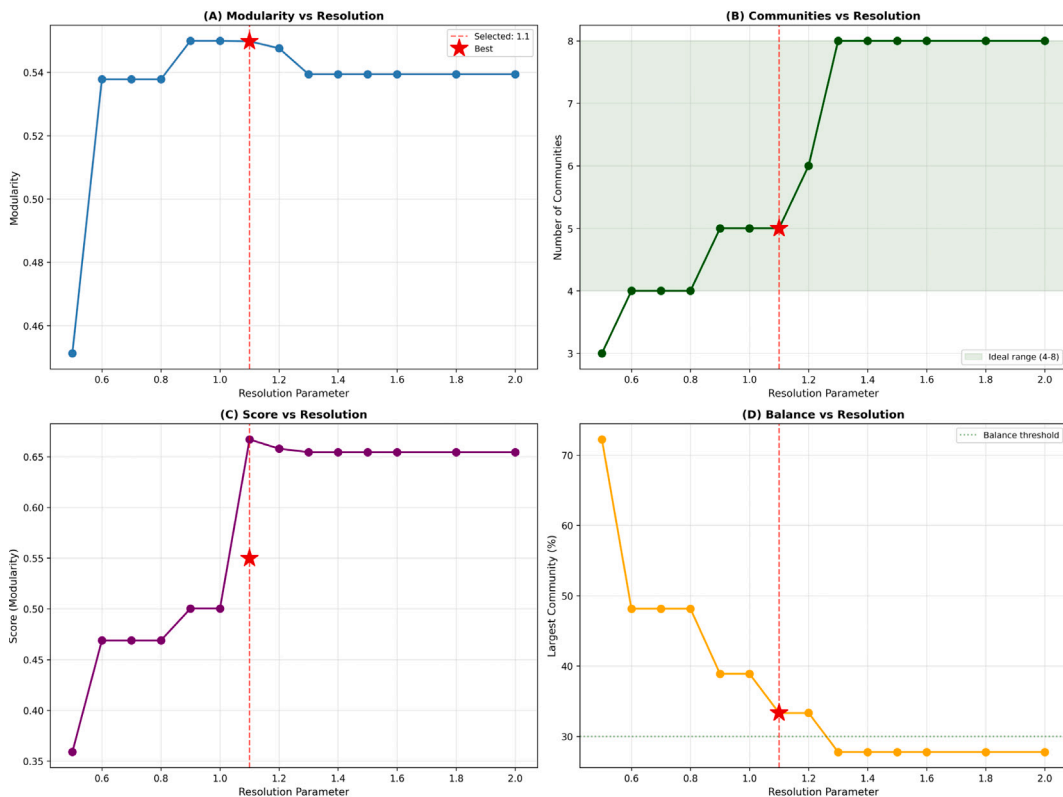 (A) Modularity vs Resolution
Modularity
0.54
0.52
0.50
0.48
0.46
0.6 0.8 1.0 1.2 1.4 1.6 1.8 2.0
Resolution Parameter
Selected: 1.1
Best
(B) Communities vs Resolution
Number of Communities
8
7
6
5
4
3
0.6 0.8 1.0 1.2 1.4 1.6 1.8 2.0
Resolution Parameter
Ideal range (4-8)
(C) Score vs Resolution
Score (Modularity)
0.65
0.60
0.55
0.50
0.45
0.40
0.35
0.6 0.8 1.0 1.2 1.4 1.6 1.8 2.0
Resolution Parameter
(D) Balance vs Resolution
Largest Community (%)
70
60
50
40
30
0.6 0.8 1.0 1.2 1.4 1.6 1.8 2.0
Resolution Parameter
Balance threshold